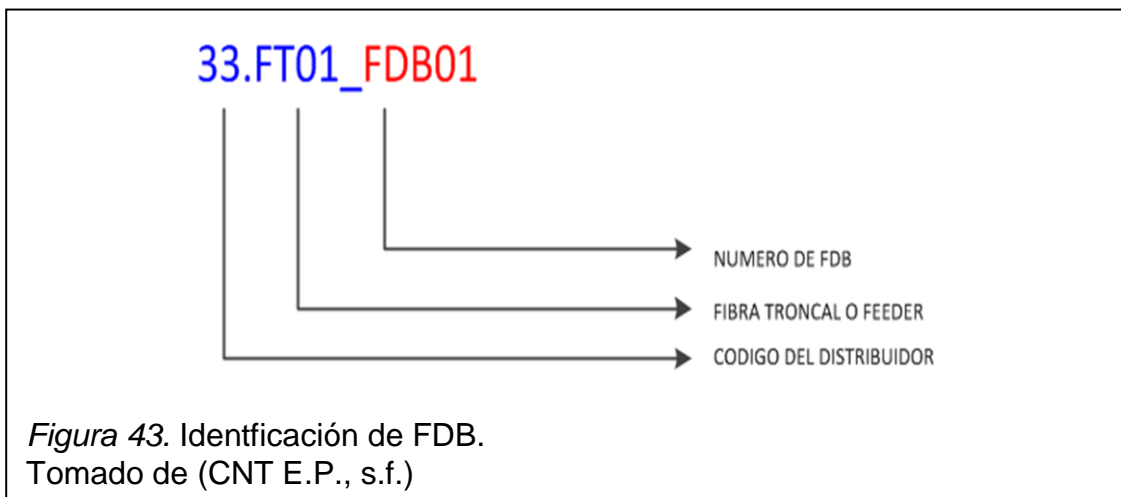 33.FT01_FDB01
NUMERO DE FDB
FIBRA TRONCAL O FEEDER
CODIGO DEL DISTRIBUIDOR
Figura 43. Identficación de FDB.
Tomado de (CNT E.P., s.f.)